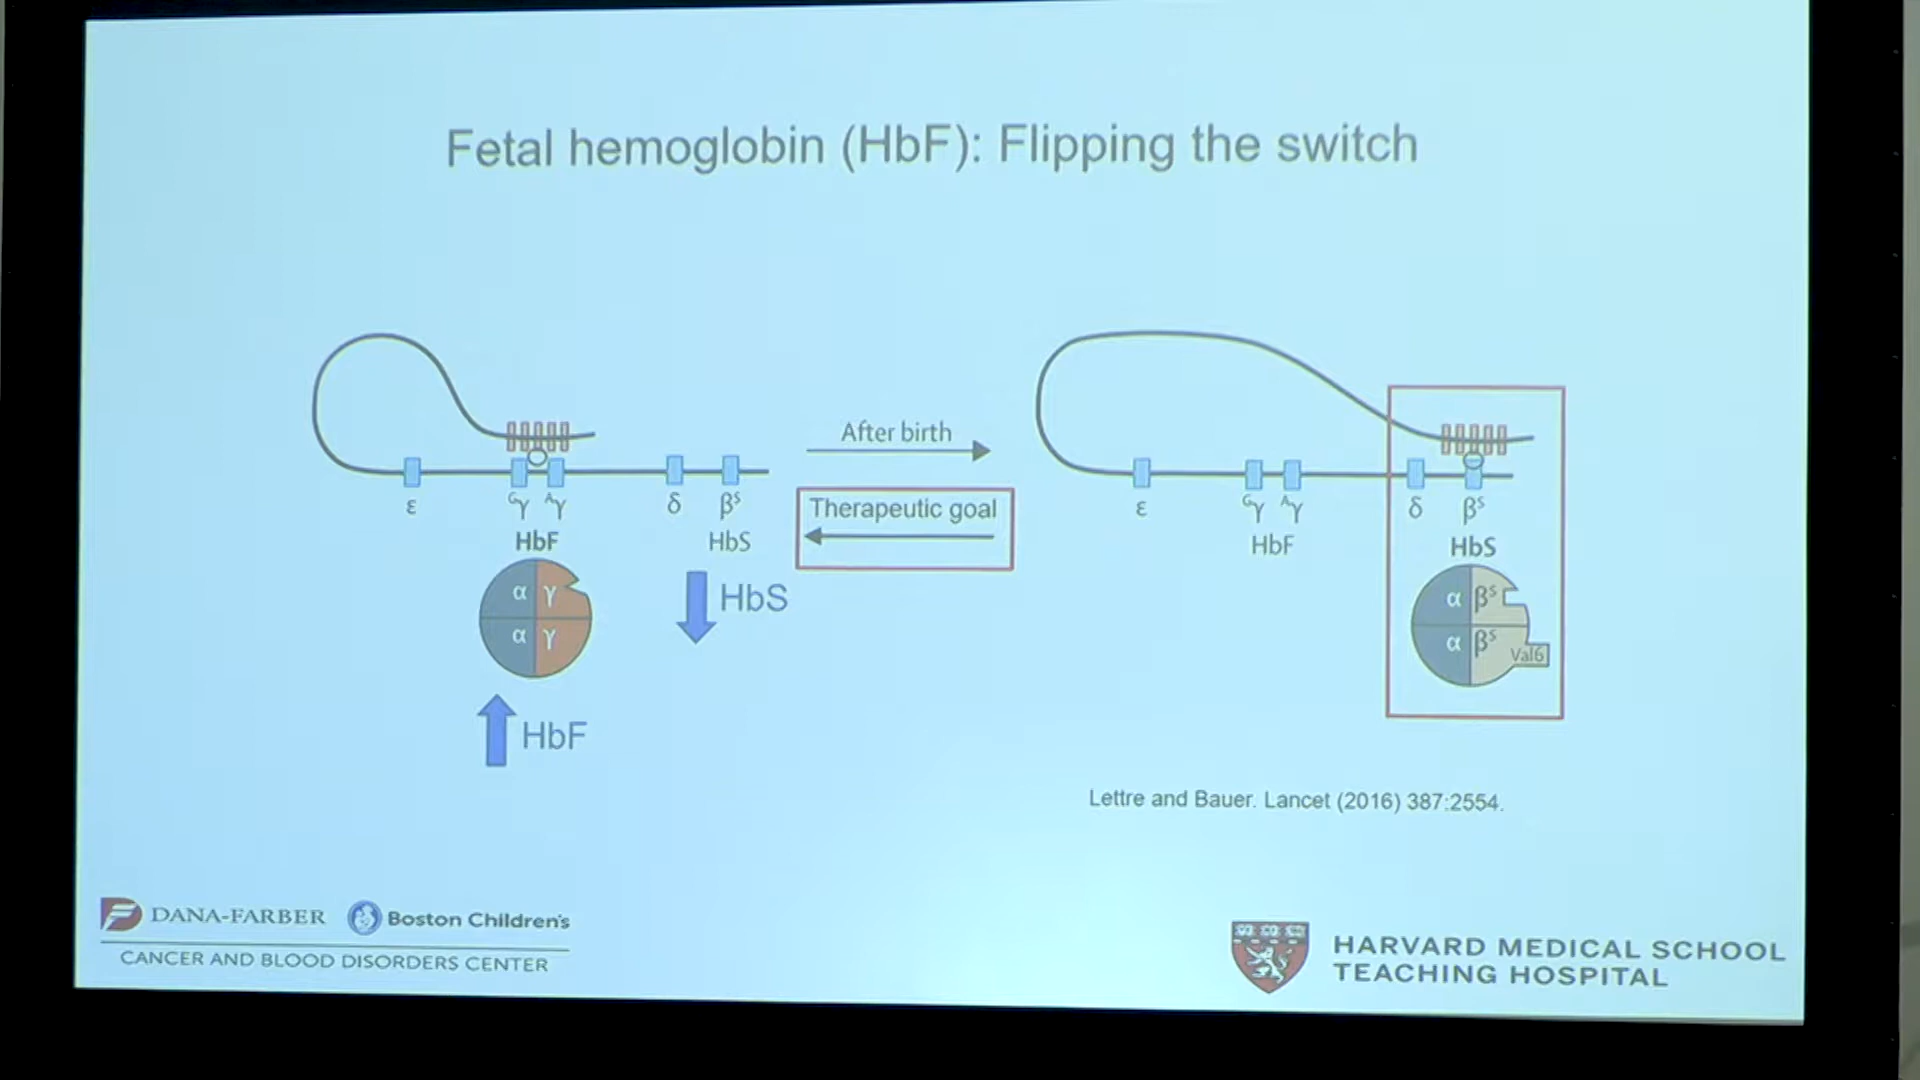 Fetal hemoglobin (HbF): Flipping the switch
After birth
Therapeutic goal
ε Gγ Aγ δ βS
HbF HbS
α γ
α γ
HbS
HbF
ε Gγ Aγ δ βS
HbF HbS
α βS
α βS
Val6
Lettre and Bauer. Lancet (2016) 387:2554.
DANA-FARBER Boston Children's
CANCER AND BLOOD DISORDERS CENTER
HARVARD MEDICAL SCHOOL
TEACHING HOSPITAL